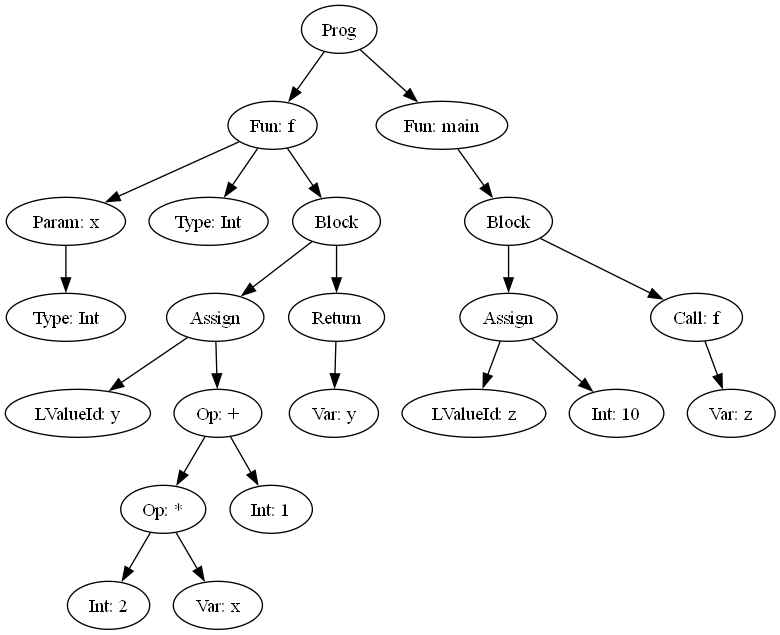 Prog
Fun: f
Fun: main
Param: x
Type: Int
Block
Block
Type: Int
Assign
Return
Assign
Call: f
LValueId: y
Op: +
Var: y
LValueId: z
Int: 10
Var: z
Op: *
Int: 1
Int: 2
Var: x